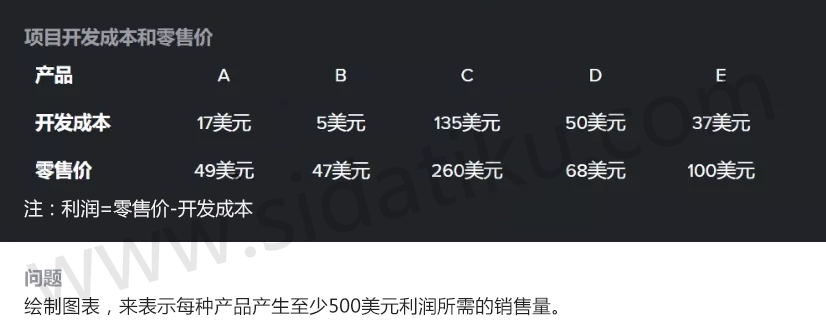 项目开发成本和零售价
产品 A B C D E
开发成本 17美元 5美元 135美元 50美元 37美元
零售价 49美元 47美元 260美元 68美元 100美元
注：利润=零售价-开发成本
www.sidatiku.com
问题
绘制图表，来表示每种产品产生至少500美元利润所需的销售量。